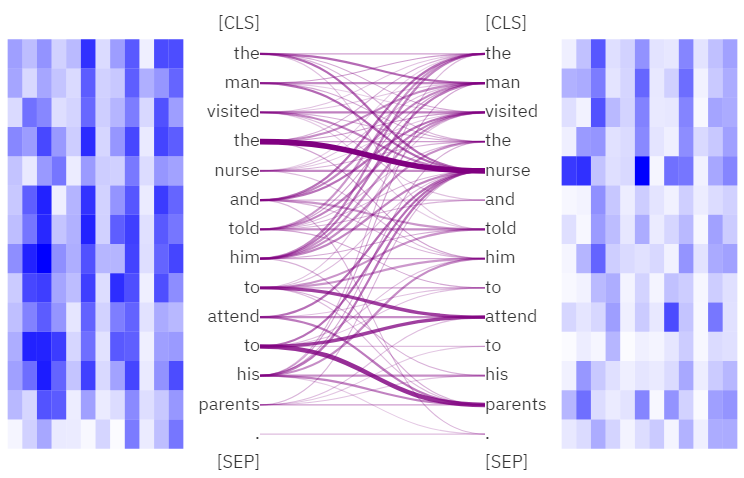 [CLS] [CLS]
the the
man man
visited visited
the the
nurse nurse
and and
told told
him him
to to
attend attend
to to
his his
parents parents
. .
[SEP] [SEP]